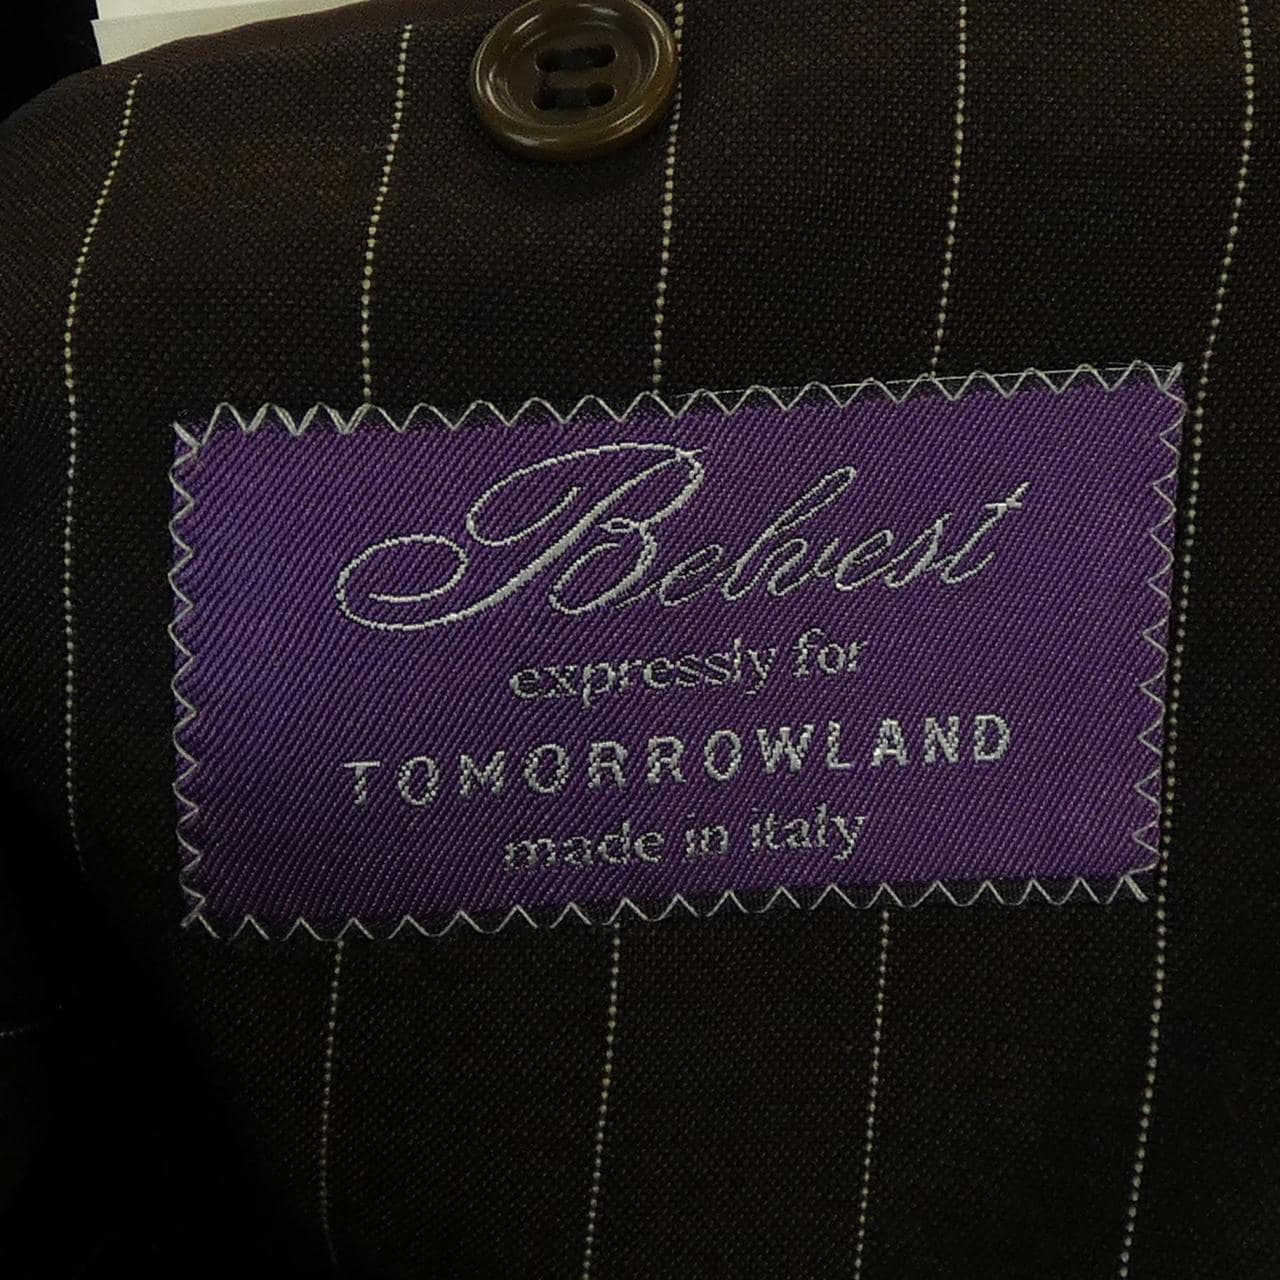 Belvest
expressly for
TOMORROWLAND
made in italy